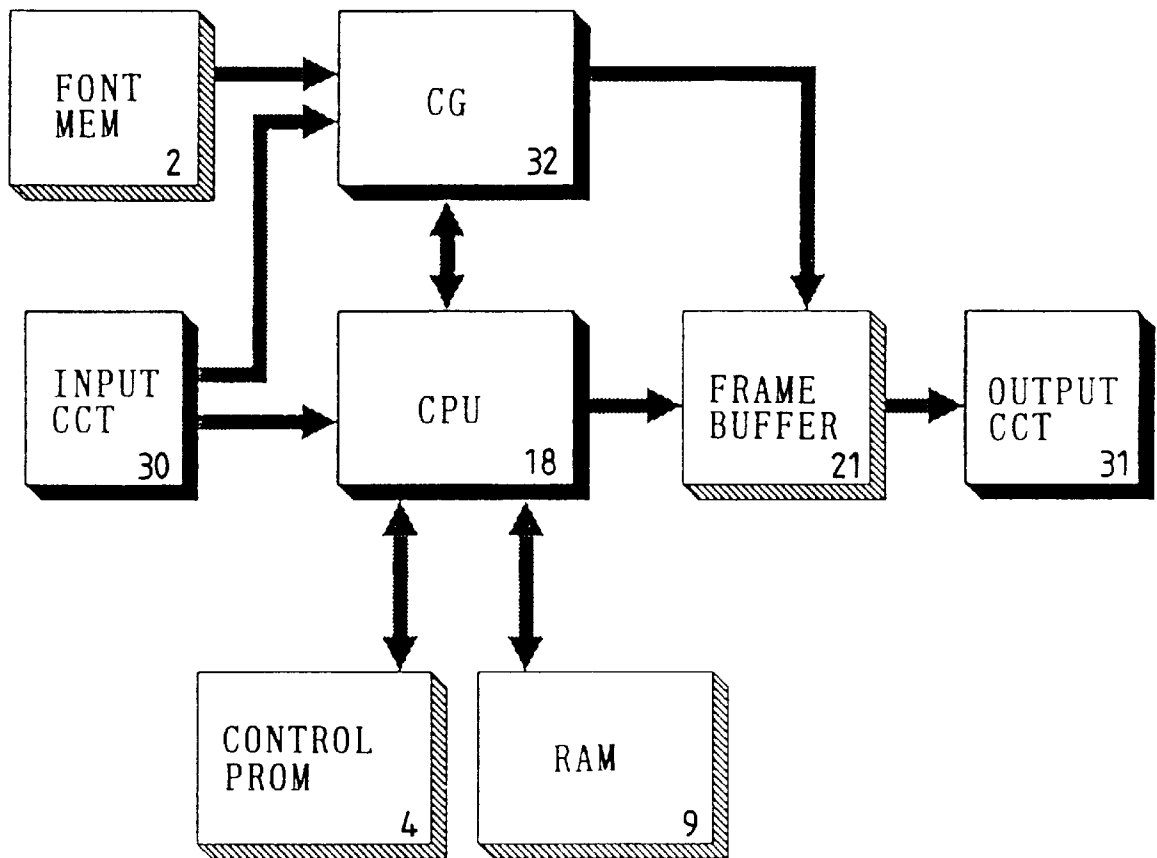 FONT
MEM
2
CG
32
INPUT
CCT
30
CPU
18
FRAME
BUFFER
21
OUTPUT
CCT
31
CONTROL
PROM
4
RAM
9